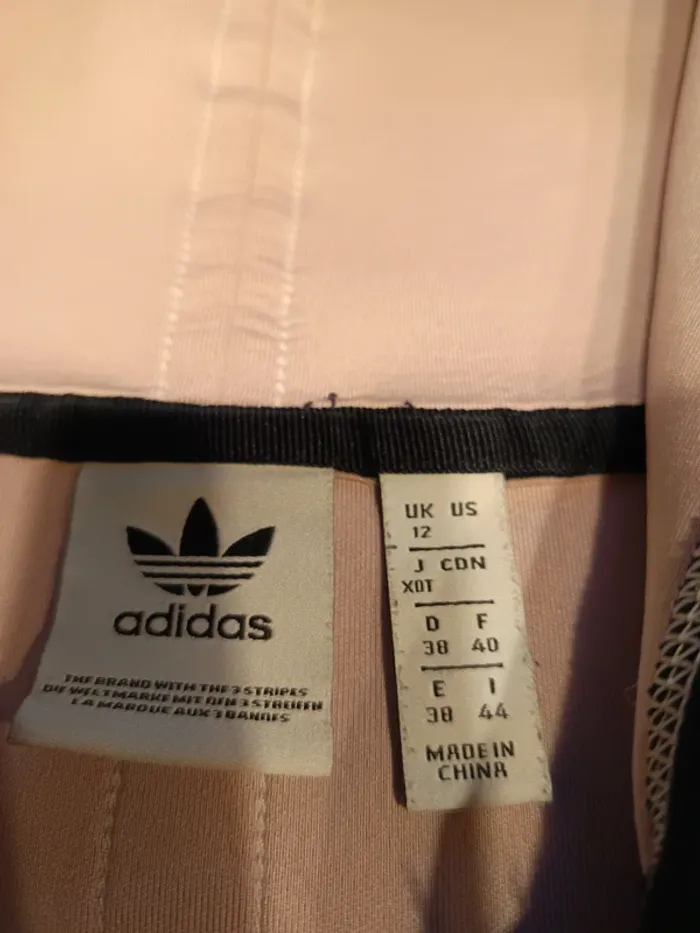 adidas
THE BRAND WITH THE 3 STRIPES
DIE WELTMARKE MIT DEN 3 STREIFEN
LA MARQUE AUX 3 BANDES
UK US
12
J CDN
XOT
D F
38 40
E I
38 44
MADE IN
CHINA